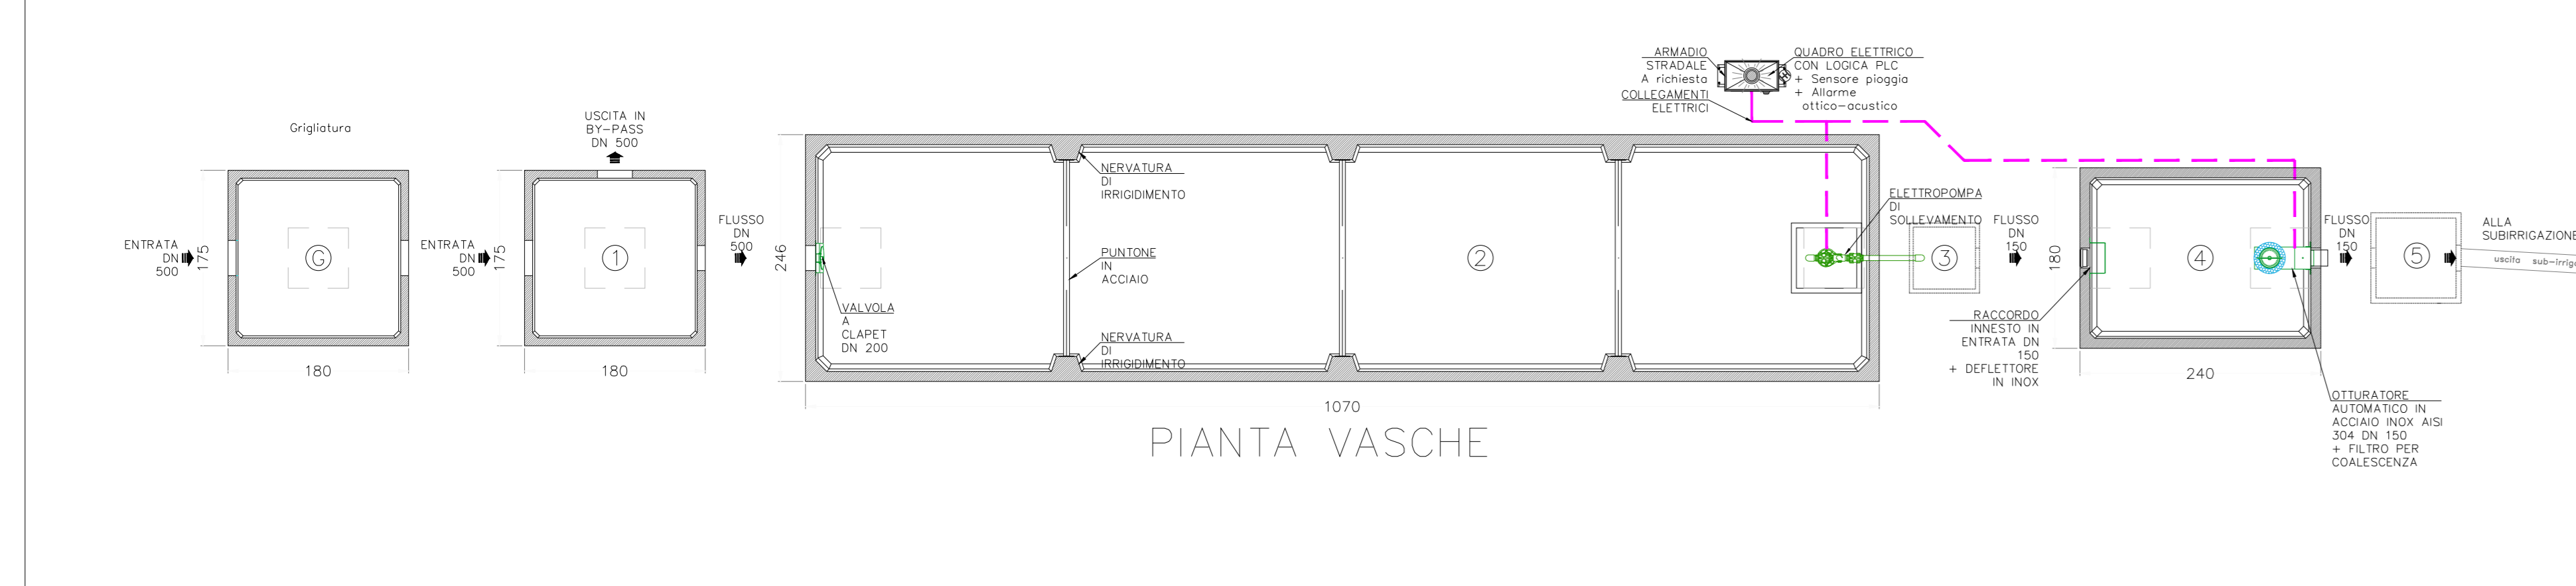 Grigliatura
ENTRATA
DN
500
175
G
180
USCITA IN
BY-PASS
DN 500
ENTRATA
DN
500
175
1
180
FLUSSO
DN
500
246
VALVOLA
A
CLAPET
DN 200
NERVATURA
DI
IRRIGIDIMENTO
PUNTONE
IN
ACCIAIO
NERVATURA
DI
IRRIGIDIMENTO
2
1070
ARMADIO
STRADALE
A richiesta
COLLEGAMENTI
ELETTRICI
QUADRO ELETTRICO
CON LOGICA PLC
+ Sensore pioggia
+ Allarme
ottico-acustico
ELETTROPOMPA
DI
SOLLEVAMENTO
3
FLUSSO
DN
150
180
4
RACCORDO
INNESTO IN
ENTRATA DN
150
+ DEFLETTORE
IN INOX
240
FLUSSO
DN
150
OTTURATORE
AUTOMATICO IN
ACCIAIO INOX AISI
304 DN 150
+ FILTRO PER
COALESCENZA
5
ALLA
SUBIRRIGAZIONE
uscita sub-irriga
PIANTA VASCHE